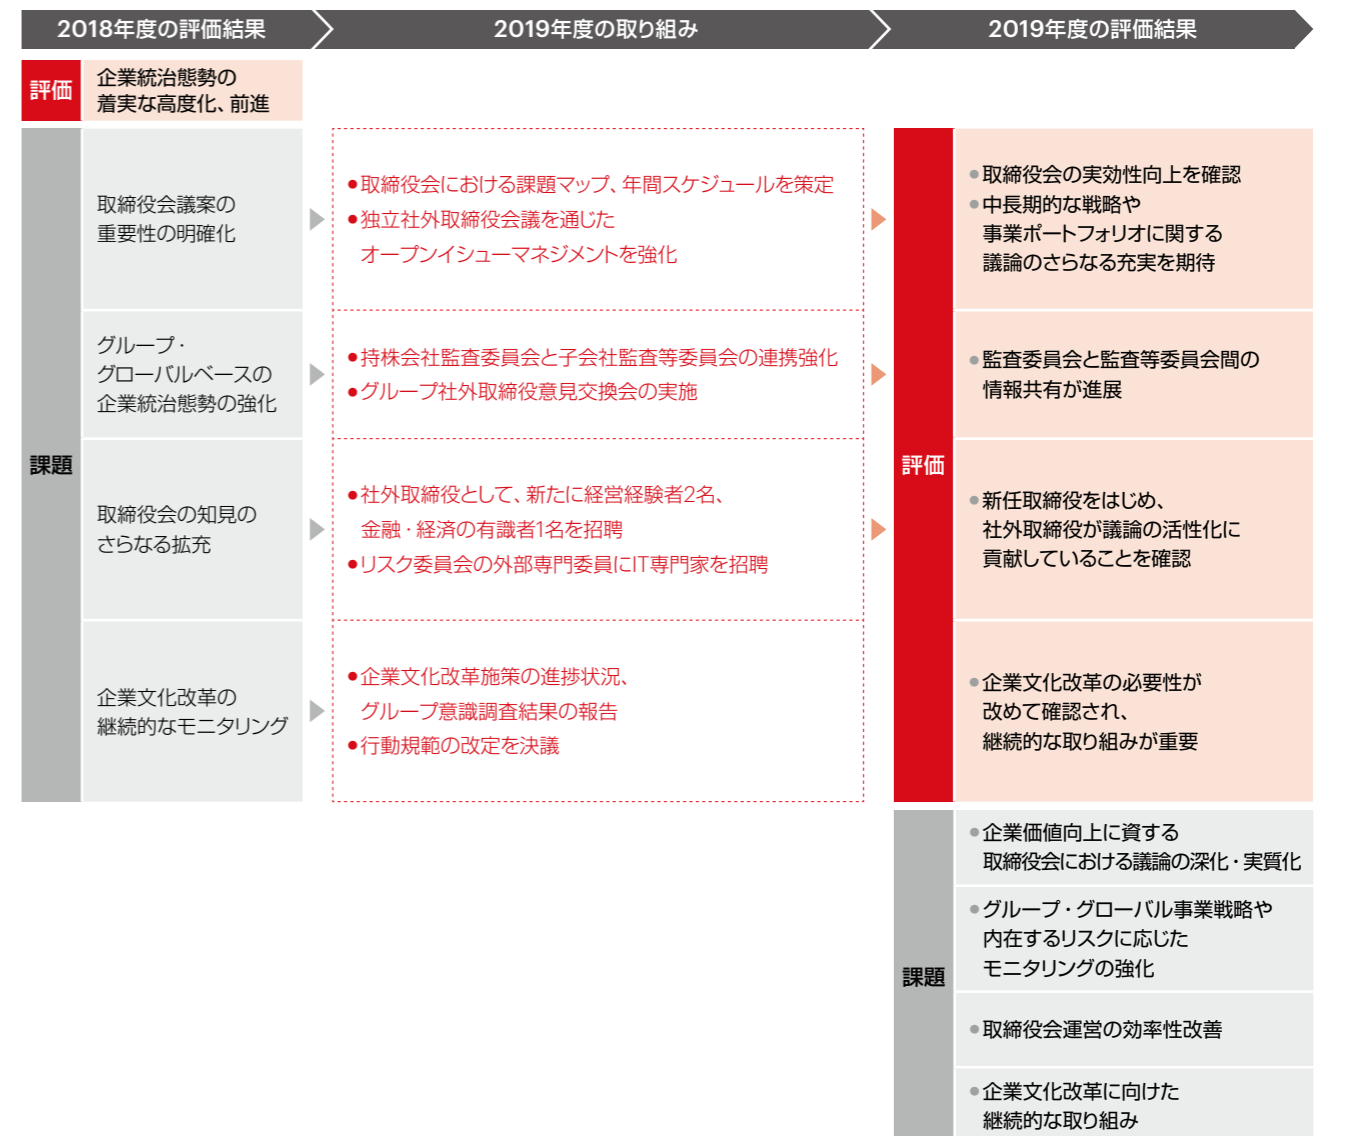 2018年度の評価結果
2019年度の取り組み
2019年度の評価結果
評価
企業統治態勢の
着実な高度化、前進
課題
取締役会議案の
重要性の明確化
●取締役会における課題マップ、年間スケジュールを策定
●独立社外取締役会議を通じた
オープンイシューマネジメントを強化
評価
●取締役会の実効性向上を確認
●中長期的な戦略や
事業ポートフォリオに関する
議論のさらなる充実を期待
グループ・
グローバルベースの
企業統治態勢の強化
●持株会社監査委員会と子会社監査等委員会の連携強化
●グループ社外取締役意見交換会の実施
●監査委員会と監査等委員会間の
情報共有が進展
取締役会の知見の
さらなる拡充
●社外取締役として、新たに経営経験者2名、
金融・経済の有識者1名を招聘
●リスク委員会の外部専門委員にIT専門家を招聘
●新任取締役をはじめ、
社外取締役が議論の活性化に
貢献していることを確認
企業文化改革の
継続的なモニタリング
●企業文化改革施策の進捗状況、
グループ意識調査結果の報告
●行動規範の改定を決議
●企業文化改革の必要性が
改めて確認され、
継続的な取り組みが重要
課題
●企業価値向上に資する
取締役会における議論の深化・実質化
●グループ・グローバル事業戦略や
内在するリスクに応じた
モニタリングの強化
●取締役会運営の効率性改善
●企業文化改革に向けた
継続的な取り組み